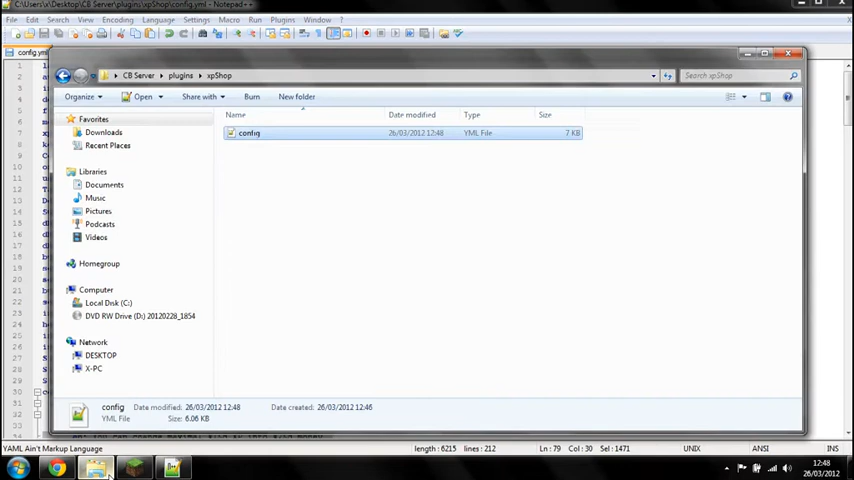 C:\Users\x\Desktop\CB Server\plugins\xpShop\config.yml - Notepad++
File Edit Search View Encoding Language Settings Macro Run Plugins Window ?
config.yml
CB Server plugins xpShop
Search xpShop
Organize Open Share with Burn New folder
Name Date modified Type Size
config 26/03/2012 12:48 YML File 7 KB
Favorites
Downloads
Recent Places
Libraries
Documents
Music
Pictures
Podcasts
Videos
Homegroup
Computer
Local Disk (C:)
DVD RW Drive (D:) 20120228_1854
Network
DESKTOP
X-PC
config Date modified: 26/03/2012 12:48 Date created: 26/03/2012 12:46
YML File Size: 6.06 KB
YAML Ain't Markup Language length : 6215 lines : 212 Ln : 79 Col : 30 Sel : 1471 UNIX ANSI INS
12:48
26/03/2012